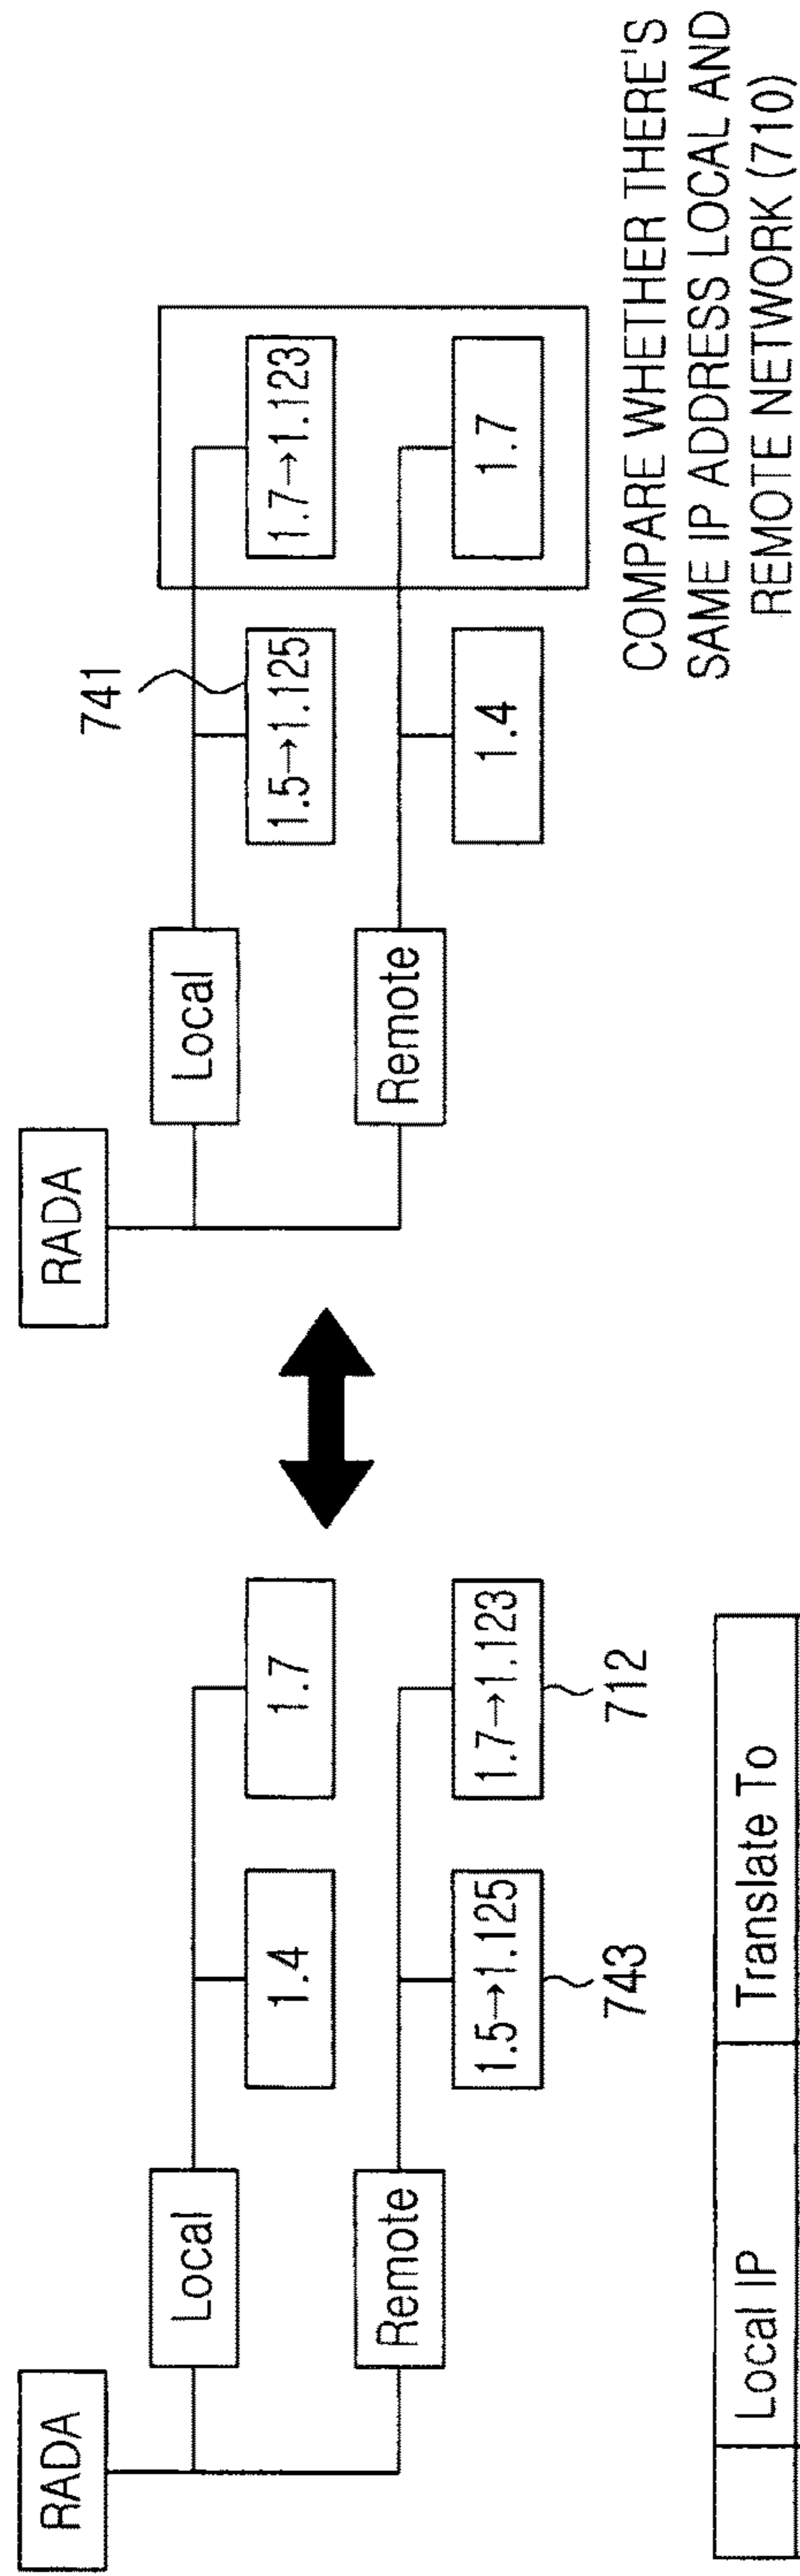 RADA
Local
1.4
1.7
Remote
1.5→1.125
1.7→1.123
743
712
RADA
Local
741
1.5→1.125
1.7→1.123
Remote
1.4
1.7
COMPARE WHETHER THERE'S
SAME IP ADDRESS LOCAL AND
REMOTE NETWORK (710)
Local IP
Translate To